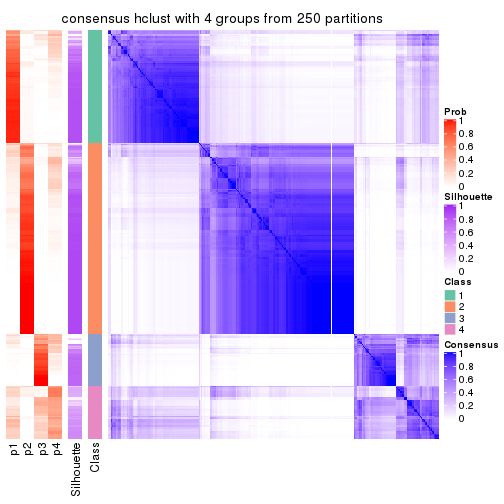 consensus hclust with 4 groups from 250 partitions
Prob
1
0.8
0.6
0.4
0.2
0
Silhouette
1
0.8
0.6
0.4
0.2
0
Class
1
2
3
4
Consensus
1
0.8
0.6
0.4
0.2
0
p1
p2
p3
p4
Silhouette
Class